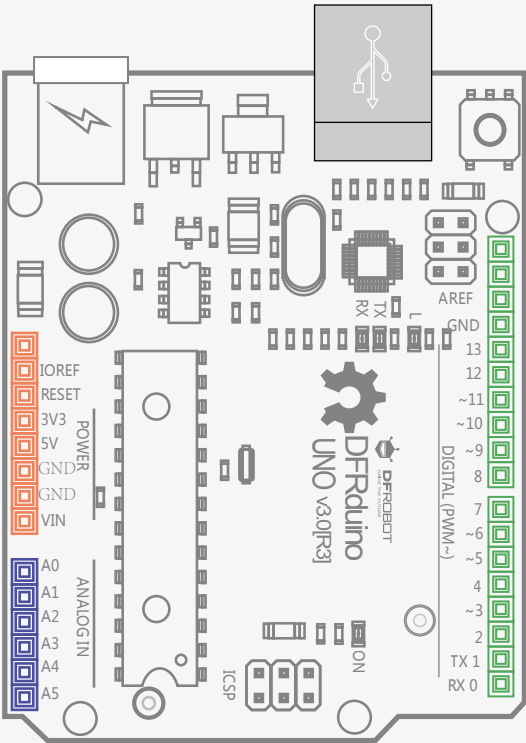 AREF
GND
13
12
~11
~10
~9
8
7
~6
~5
4
~3
2
TX 1
RX 0
DIGITAL (PWM~)
RX
TX
L
IOREF
RESET
3V3
5V
GND
GND
VIN
POWER
A0
A1
A2
A3
A4
A5
ANALOG IN
DFRduino
UNO v3.0[R3]
DFROBOT
ON
ICSP